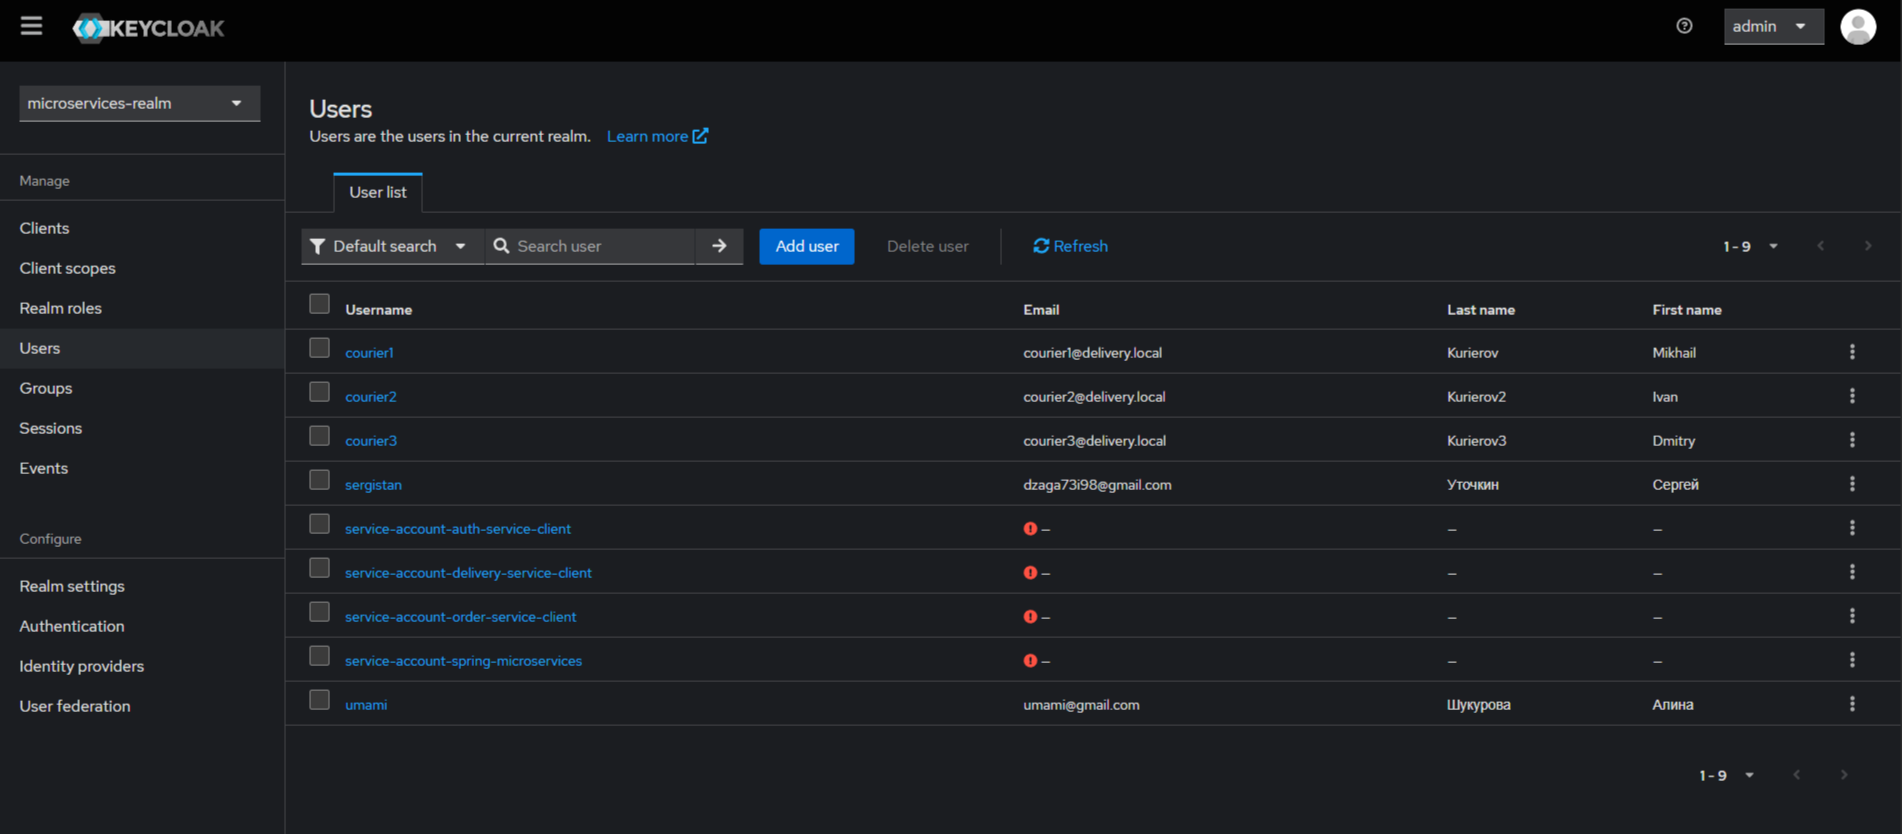 KEYCLOAK
admin
microservices-realm
Manage
Clients
Client scopes
Realm roles
Users
Groups
Sessions
Events
Configure
Realm settings
Authentication
Identity providers
User federation
Users
Users are the users in the current realm. Learn more
User list
Default search Search user Add user Delete user Refresh 1 - 9
Username Email Last name First name
courier1 courier1@delivery.local Kurierov Mikhail
courier2 courier2@delivery.local Kurierov2 Ivan
courier3 courier3@delivery.local Kurierov3 Dmitry
sergistan dzaga73i98@gmail.com Уточкин Сергей
service-account-auth-service-client – – –
service-account-delivery-service-client – – –
service-account-order-service-client – – –
service-account-spring-microservices – – –
umami umami@gmail.com Шукурова Алина
1 - 9